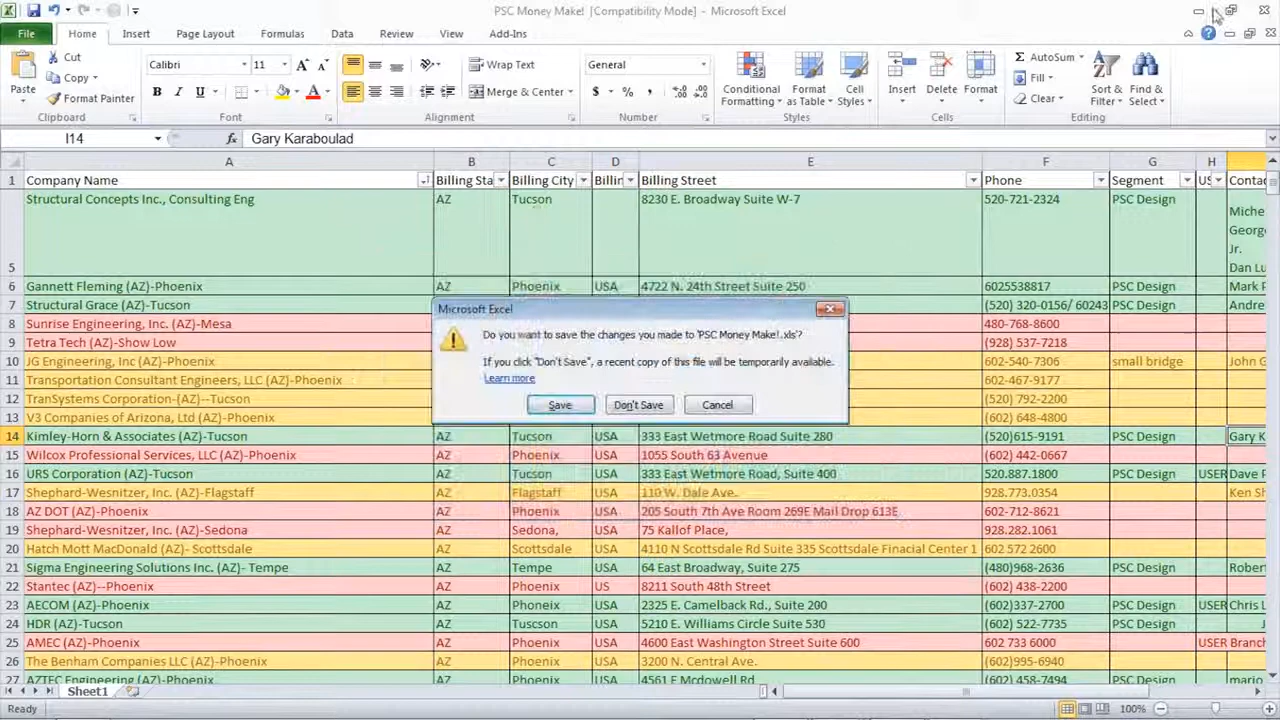 PSC Money Make! [Compatibility Mode] - Microsoft Excel
File Home Insert Page Layout Formulas Data Review View Add-Ins
Paste Cut Copy Format Painter Clipboard
Calibri 11 B I U Font
Wrap Text Merge & Center Alignment
General $ % , Number
Conditional Formatting Format as Table Cell Styles Styles
Insert Delete Format Cells
AutoSum Fill Clear Sort & Filter Find & Select Editing
I14 fx Gary Karaboulad
A B C D E F G H
1 Company Name Billing Sta Billing City Billin Billing Street Phone Segment US Contac
5 Structural Concepts Inc., Consulting Eng AZ Tucson 8230 E. Broadway Suite W-7 520-721-2324 PSC Design
Miche
George
Jr.
Dan Lu
6 Gannett Fleming (AZ)-Phoenix AZ Phoenix USA 4722 N. 24th Street Suite 250 6025538817 PSC Design Mark P
7 Structural Grace (AZ)-Tucson (520) 320-0156/ 60243 PSC Design Andre
8 Sunrise Engineering, Inc. (AZ)-Mesa 480-768-8600
9 Tetra Tech (AZ)-Show Low (928) 537-7218
10 JG Engineering, Inc (AZ)-Phoenix 602-540-7306 small bridge John G
11 Transportation Consultant Engineers, LLC (AZ)-Phoenix 602-467-9177
12 TranSystems Corporation-(AZ)--Tucson (520) 792-2200
13 V3 Companies of Arizona, Ltd (AZ)-Phoenix (602) 648-4800
Microsoft Excel
Do you want to save the changes you made to 'PSC Money Make!.xls'?
If you click "Don't Save", a recent copy of this file will be temporarily available.
Learn more
Save Don't Save Cancel
14 Kimley-Horn & Associates (AZ)-Tucson AZ Tucson USA 333 East Wetmore Road Suite 280 (520)615-9191 PSC Design Gary K
15 Wilcox Professional Services, LLC (AZ)-Phoenix AZ Phoenix USA 1055 South 63 Avenue (602) 442-0667
16 URS Corporation (AZ)-Tucson AZ Tucson USA 333 East Wetmore Road, Suite 400 520.887.1800 PSC Design USER Dave P
17 Shephard-Wesnitzer, Inc. (AZ)-Flagstaff AZ Flagstaff USA 110 W. Dale Ave. 928.773.0354 Ken Sh
18 AZ DOT (AZ)-Phoenix AZ Phoenix USA 205 South 7th Ave Room 269E Mail Drop 613E 602-712-8621
19 Shephard-Wesnitzer, Inc. (AZ)-Sedona AZ Sedona, USA 75 Kallof Place, 928.282.1061
20 Hatch Mott MacDonald (AZ)- Scottsdale AZ Scottsdale USA 4110 N Scottsdale Rd Suite 335 Scottsdale Finacial Center 1 602 572 2600
21 Sigma Engineering Solutions Inc. (AZ)- Tempe AZ Tempe USA 64 East Broadway, Suite 275 (480)968-2636 PSC Design Robert
22 Stantec (AZ)--Phoenix AZ Phoenix US 8211 South 48th Street (602) 438-2200
23 AECOM (AZ)-Phoenix AZ Phoneix USA 2325 E. Camelback Rd., Suite 200 (602)337-2700 PSC Design USER Chris L
24 HDR (AZ)-Tucson AZ Tuscson USA 5210 E. Williams Circle Suite 530 (602) 522-7735 PSC Design J
25 AMEC (AZ)-Phoenix AZ Phoenix USA 4600 East Washington Street Suite 600 602 733 6000 USER Branch
26 The Benham Companies LLC (AZ)-Phoenix AZ Phoenix USA 3200 N. Central Ave. (602)995-6940
27 AZTEC Engineering (AZ)-Phoenix AZ Phoenix USA 4561 E Mcdowell Rd (602) 458-7494 PSC Design mario
Sheet1
Ready 100%